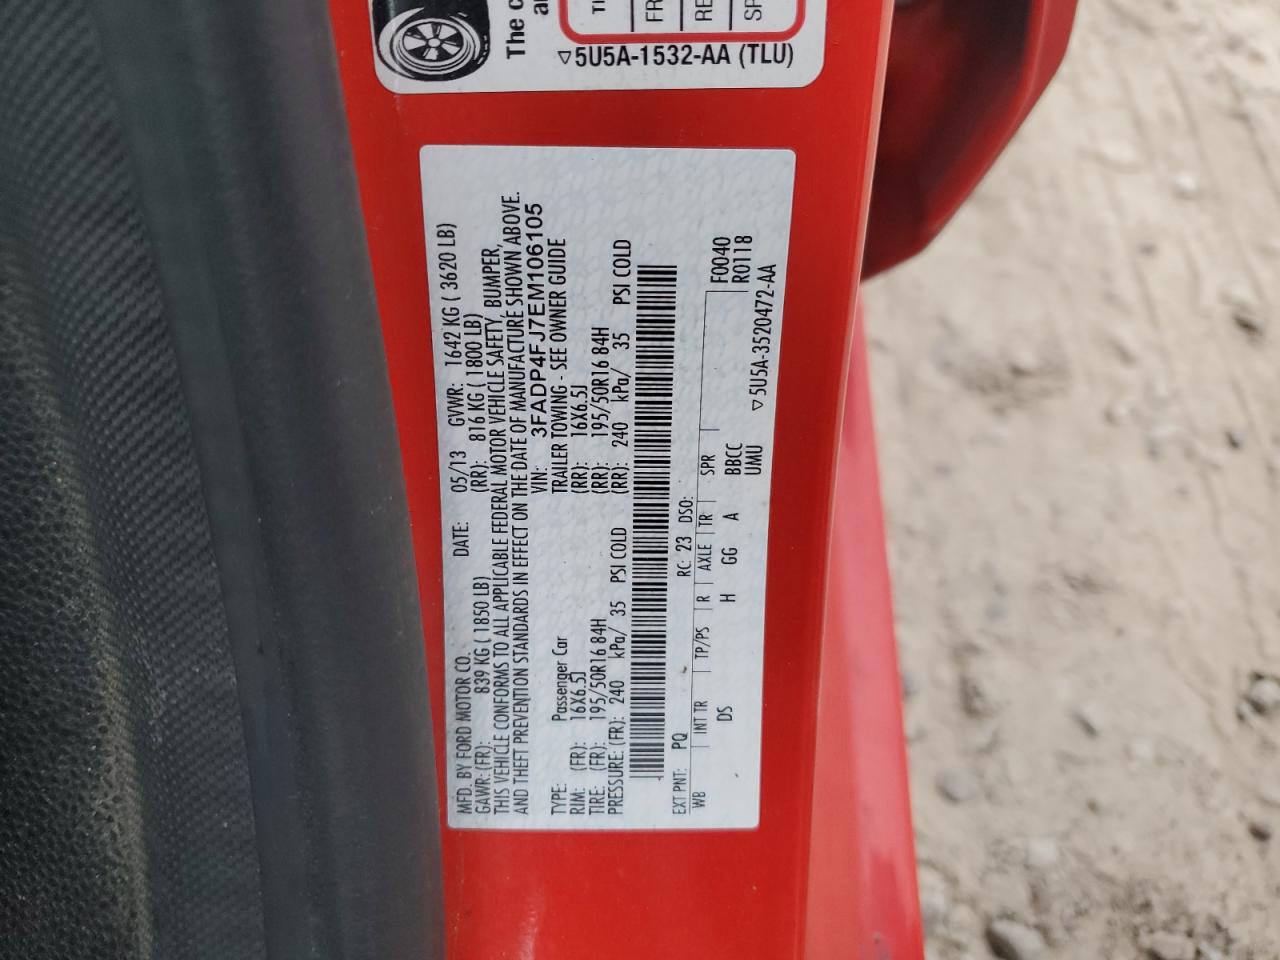 The c
a
TI
FR
RE
SP
▽5U5A-1532-AA (TLU)
MFD. BY FORD MOTOR CO. DATE: 05/13 GVWR: 1642 KG ( 3620 LB)
GAWR: (FR): 839 KG ( 1850 LB) (RR): 816 KG ( 1800 LB)
THIS VEHICLE CONFORMS TO ALL APPLICABLE FEDERAL MOTOR VEHICLE SAFETY, BUMPER,
AND THEFT PREVENTION STANDARDS IN EFFECT ON THE DATE OF MANUFACTURE SHOWN ABOVE.
VIN: 3FADP4FJ7EM106105
TYPE: Passenger Car TRAILER TOWING - SEE OWNER GUIDE
RIM: (FR): 16X6.5J (RR): 16X6.5J
TIRE: (FR): 195/50R16 84H (RR): 195/50R16 84H
PRESSURE: (FR): 240 kPa/ 35 PSI COLD (RR): 240 kPa/ 35 PSI COLD
EXT PNT: PQ RC: 23 DSO: F0040
WB INT TR TP/PS R AXLE TR SPR R0118
DS H GG A BBCC
UMU
▽5U5A-3520472-AA